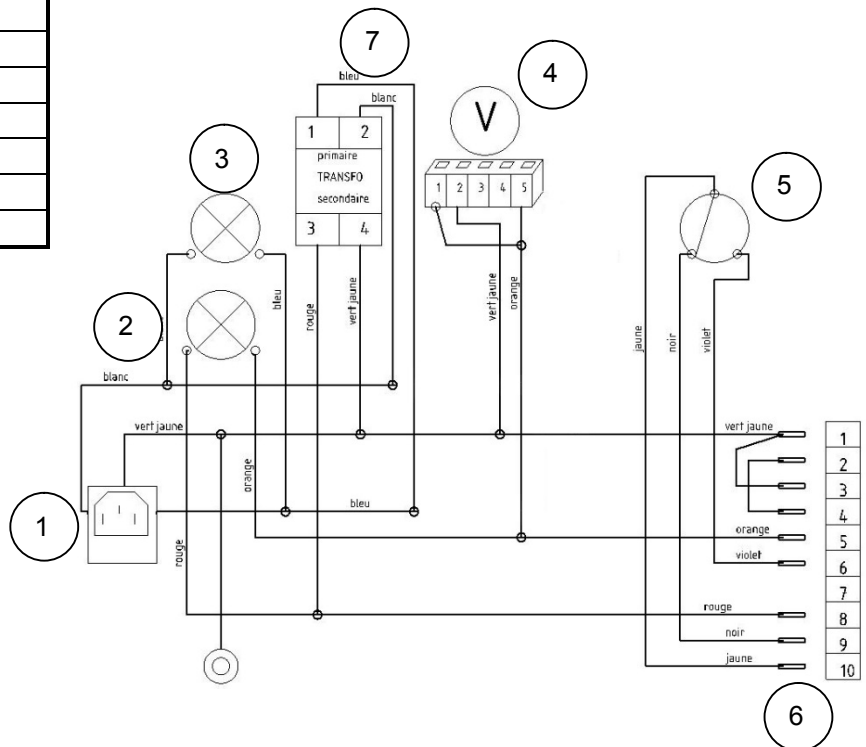 7
bleu
4
blanc
V
1 2
primaire
TRANSFO
secondaire
3 4
3
1 2 3 4 5
5
2
bleu
rouge
vert jaune
vert jaune
orange
jaune
noir
violet
blanc
vert jaune
vert jaune
1
2
3
4
orange
5
violet
6
7
rouge
8
noir
9
jaune
10
orange
bleu
1
rouge
6